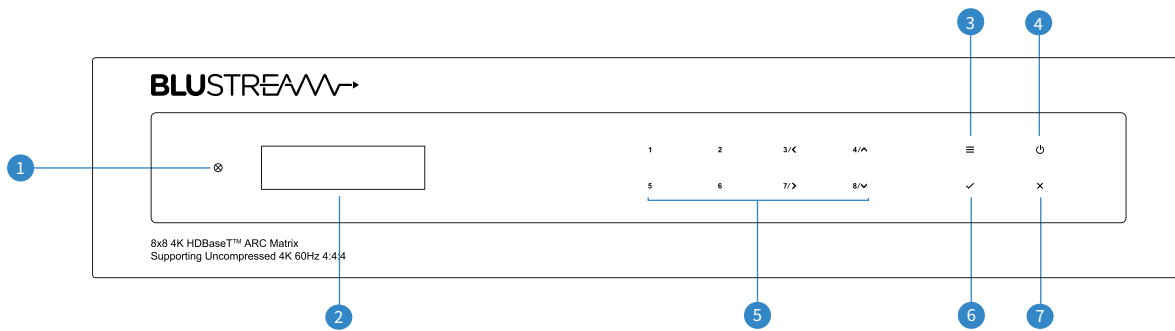 3 4
BLUSTREAM
1
1 2 3/< 4/^
5 6 7/> 8/v
8x8 4K HDBaseT™ ARC Matrix
Supporting Uncompressed 4K 60Hz 4:4:4
2 5 6 7